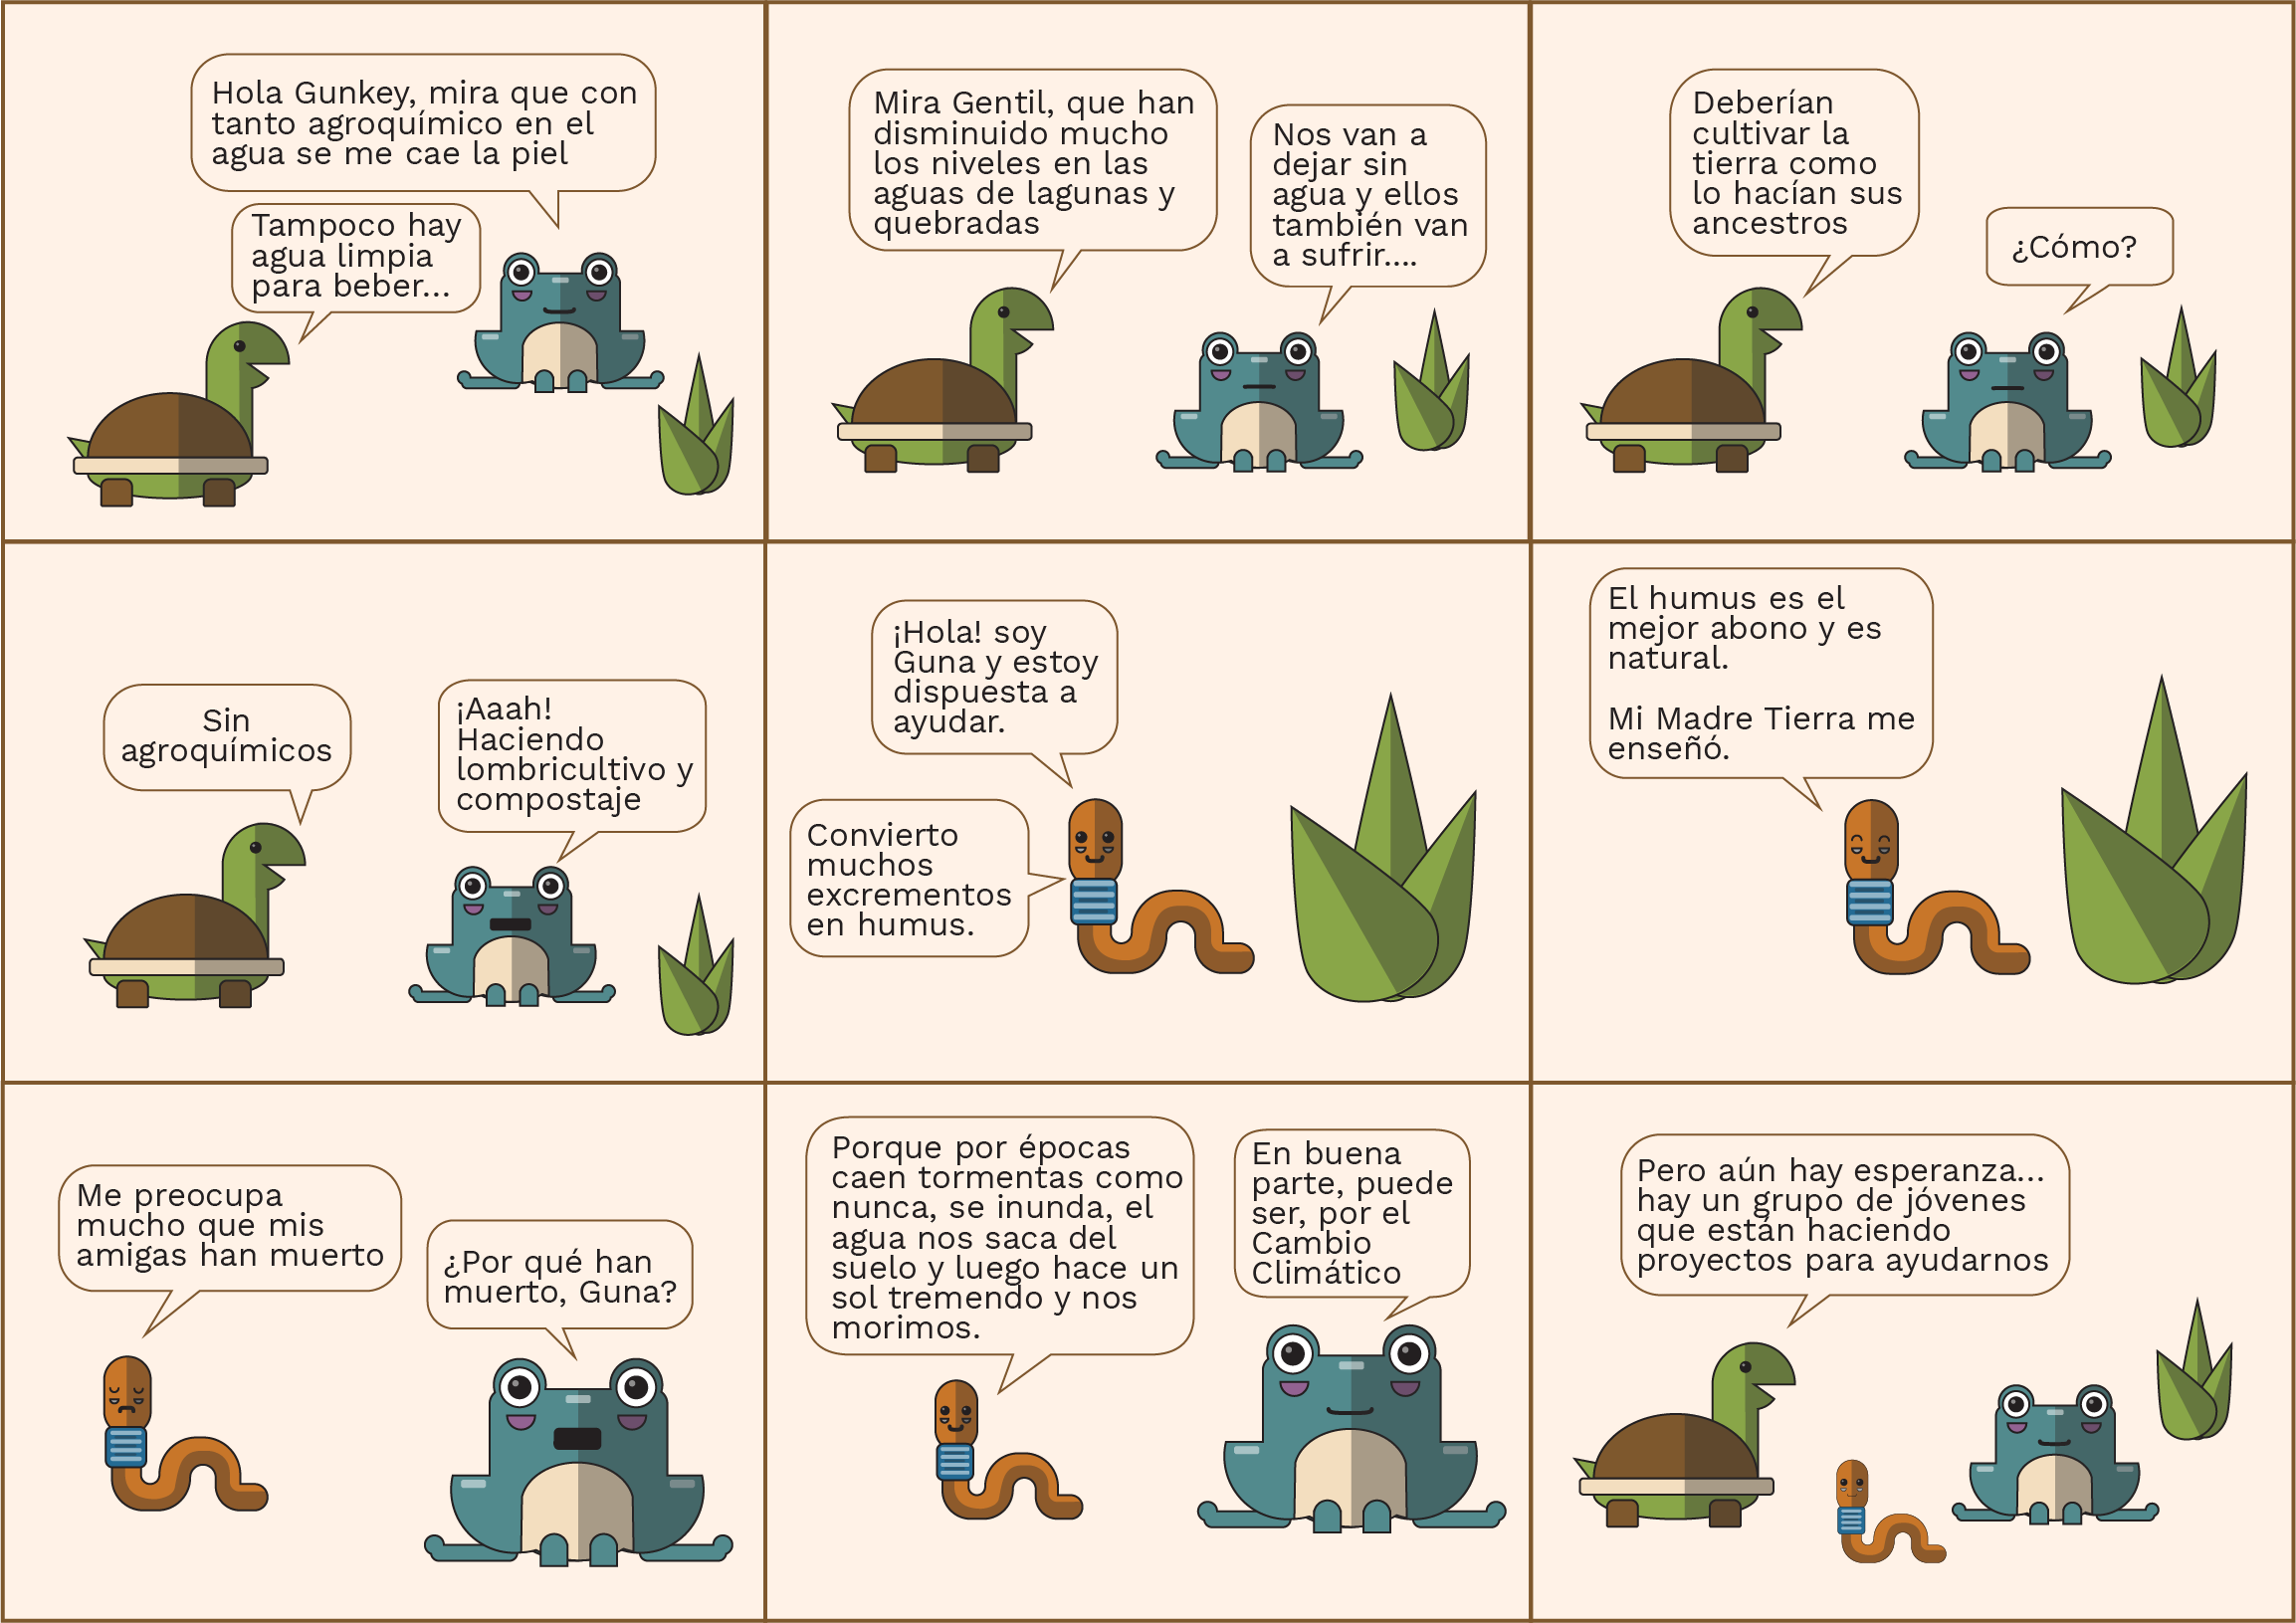 Hola Gunkey, mira que con
tanto agroquímico en el
agua se me cae la piel
Tampoco hay
agua limpia
para beber...
Mira Gentil, que han
disminuido mucho
los niveles en las
aguas de lagunas y
quebradas
Nos van a
dejar sin
agua y ellos
también van
a sufrir....
Deberían
cultivar la
tierra como
lo hacían sus
ancestros
¿Cómo?
Sin
agroquímicos
¡Aaah!
Haciendo
lombricultivo y
compostaje
¡Hola! soy
Guna y estoy
dispuesta a
ayudar.
Convierto
muchos
excrementos
en humus.
El humus es el
mejor abono y es
natural.
Mi Madre Tierra me
enseñó.
Me preocupa
mucho que mis
amigas han muerto
¿Por qué han
muerto, Guna?
Porque por épocas
caen tormentas como
nunca, se inunda, el
agua nos saca del
suelo y luego hace un
sol tremendo y nos
morimos.
En buena
parte, puede
ser, por el
Cambio
Climático
Pero aún hay esperanza...
hay un grupo de jóvenes
que están haciendo
proyectos para ayudarnos